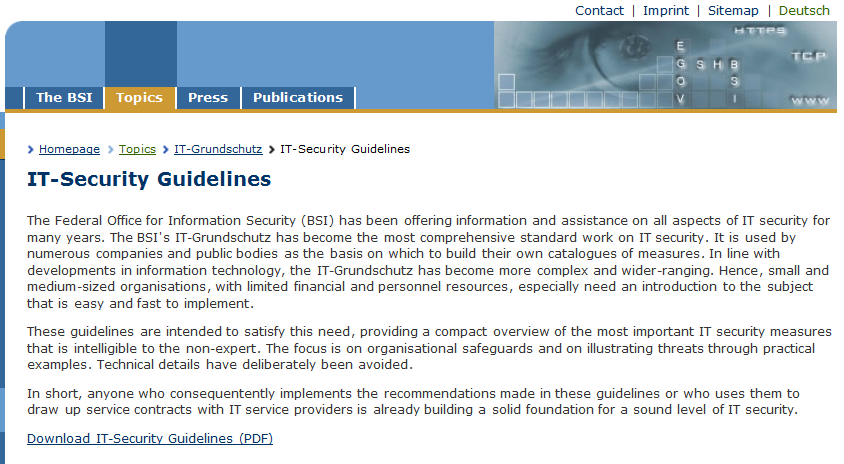 Contact | Imprint | Sitemap | Deutsch
HTTPS
E
G S H B
TCP
O S
V I
WWW
The BSI Topics Press Publications
Homepage Topics IT-Grundschutz IT-Security Guidelines
IT-Security Guidelines
The Federal Office for Information Security (BSI) has been offering information and assistance on all aspects of IT security for
many years. The BSI's IT-Grundschutz has become the most comprehensive standard work on IT security. It is used by
numerous companies and public bodies as the basis on which to build their own catalogues of measures. In line with
developments in information technology, the IT-Grundschutz has become more complex and wider-ranging. Hence, small and
medium-sized organisations, with limited financial and personnel resources, especially need an introduction to the subject
that is easy and fast to implement.
These guidelines are intended to satisfy this need, providing a compact overview of the most important IT security measures
that is intelligible to the non-expert. The focus is on organisational safeguards and on illustrating threats through practical
examples. Technical details have deliberately been avoided.
In short, anyone who consequentently implements the recommendations made in these guidelines or who uses them to
draw up service contracts with IT service providers is already building a solid foundation for a sound level of IT security.
Download IT-Security Guidelines (PDF)